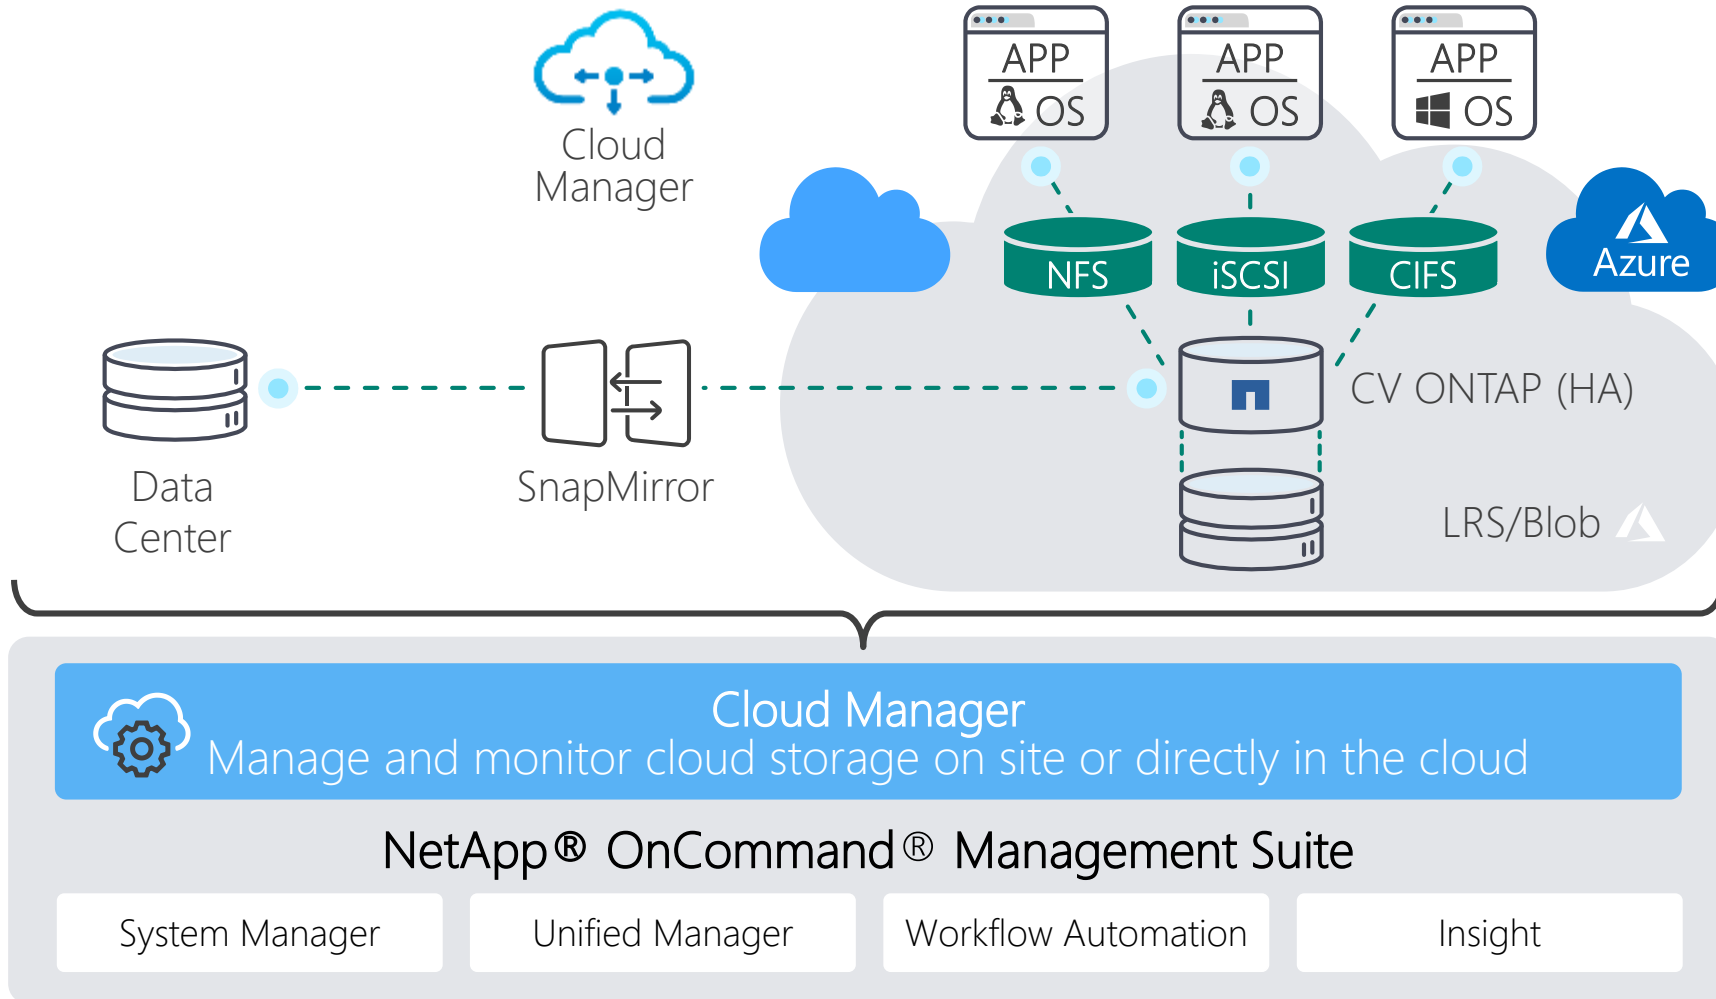 APP
OS
APP
OS
APP
OS
Cloud
Manager
NFS
iSCSI
CIFS
Azure
CV ONTAP (HA)
Data
Center
SnapMirror
LRS/Blob
Cloud Manager
Manage and monitor cloud storage on site or directly in the cloud
NetApp® OnCommand® Management Suite
System Manager
Unified Manager
Workflow Automation
Insight